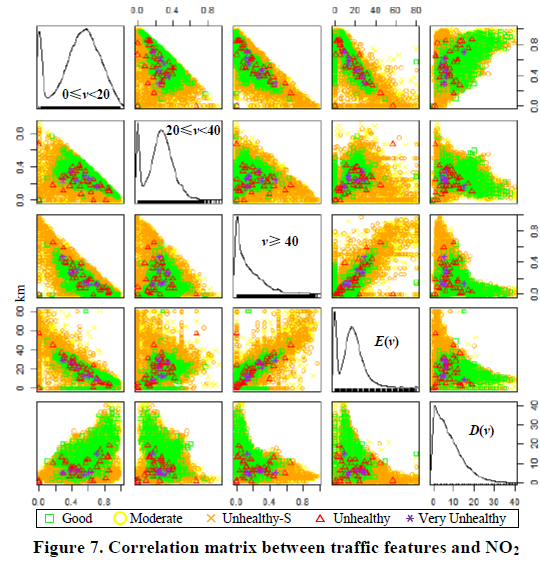 0.0 0.4 0.8
0 20 40 60 80
0≤v<20
0.0 0.4 0.8
0.0 0.4 0.8
20≤v<40
v≥ 40
0.0 0.4 0.8
km
0 20 40 60 80
E(v)
D(v)
0 10 20 30 40
0.0 0.4 0.8
0.0 0.4 0.8
0 10 20 30 40
Good Moderate Unhealthy-S Unhealthy Very Unhealthy
Figure 7. Correlation matrix between traffic features and NO₂